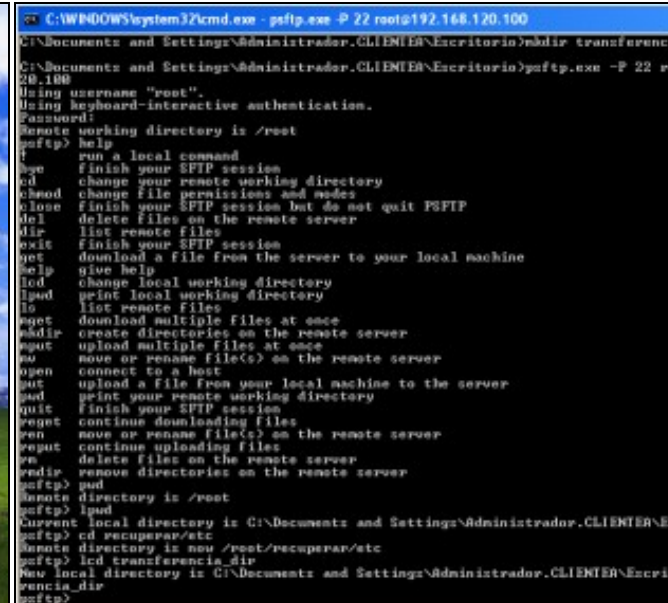 C:\WINDOWS\system32\cmd.exe - psftp.exe -P 22 root@192.168.120.100
C:\Documents and Settings\Administrador.CLIENTEA\Escritorio>mkdir transferenc
C:\Documents and Settings\Administrador.CLIENTEA\Escritorio>psftp.exe -P 22 r
20.100
Using username "root".
Using keyboard-interactive authentication.
Password:
Remote working directory is /root
psftp> help
! run a local command
bye finish your SFTP session
cd change your remote working directory
chmod change file permissions and modes
close finish your SFTP session but do not quit PSFTP
del delete files on the remote server
dir list remote files
exit finish your SFTP session
get download a file from the server to your local machine
help give help
lcd change local working directory
lpwd print local working directory
ls list remote files
mget download multiple files at once
mkdir create directories on the remote server
mput upload multiple files at once
mv move or rename file(s) on the remote server
open connect to a host
put upload a file from your local machine to the server
pwd print your remote working directory
quit finish your SFTP session
reget continue downloading files
ren move or rename file(s) on the remote server
reput continue uploading files
rm delete files on the remote server
rmdir remove directories on the remote server
psftp> pwd
Remote directory is /root
psftp> lpwd
Current local directory is C:\Documents and Settings\Administrador.CLIENTEA\E
psftp> cd recuperar/etc
Remote directory is now /root/recuperar/etc
psftp> lcd transferencia_dir
New local directory is C:\Documents and Settings\Administrador.CLIENTEA\Escri
rencia_dir
psftp>